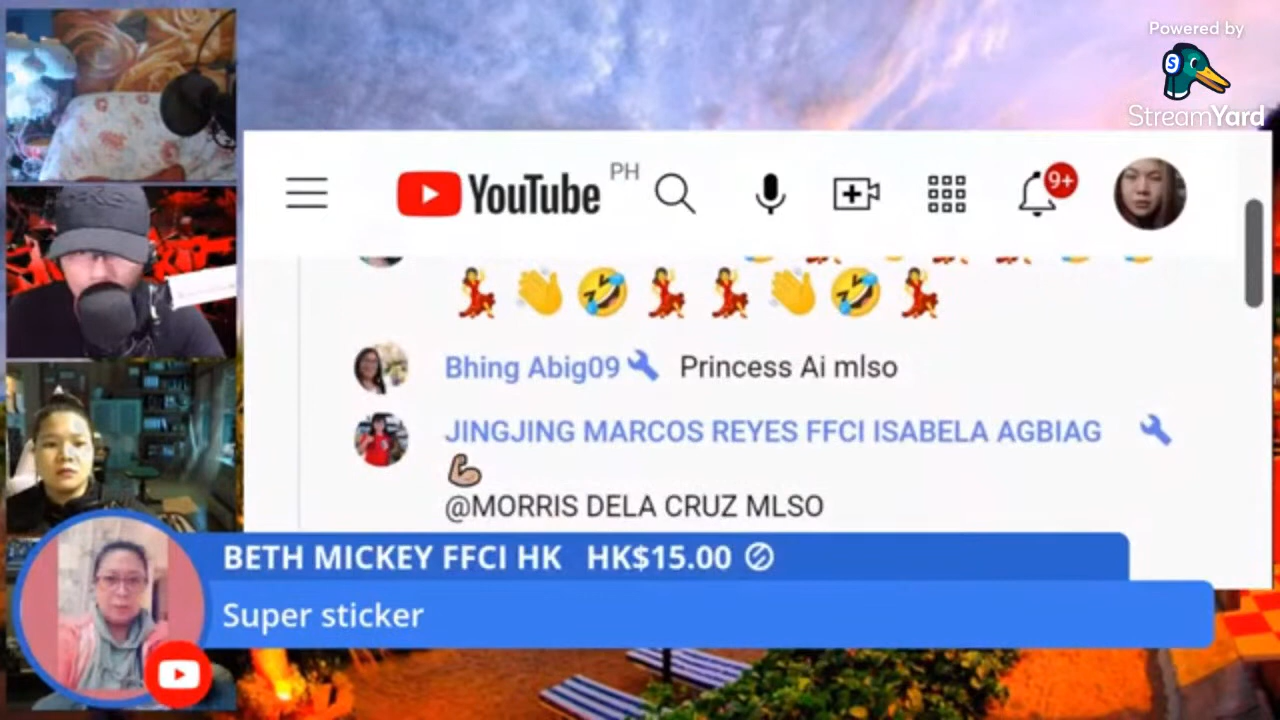 Powered by
StreamYard
YouTube PH
9+
Bhing Abig09 Princess Ai mlso
JINGJING MARCOS REYES FFCI ISABELA AGBIAG
@MORRIS DELA CRUZ MLSO
BETH MICKEY FFCI HK HK$15.00
Super sticker